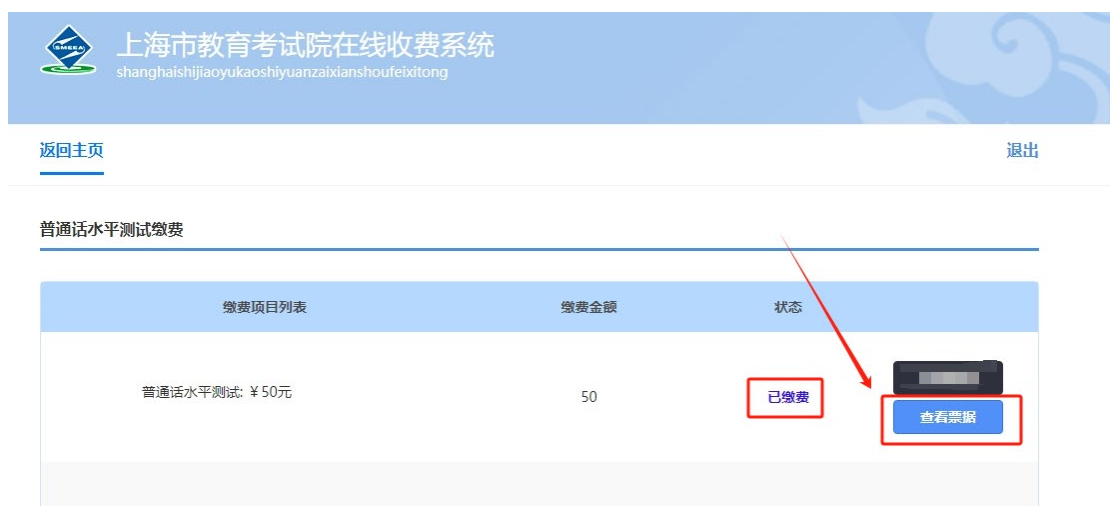 SMEEA
上海市教育考试院在线收费系统
shanghaishijiaoyukaoshiyuanzaixianshoufeixitong
返回主页
退出
普通话水平测试缴费
缴费项目列表
缴费金额
状态
普通话水平测试: ¥50元
50
已缴费
查看票据